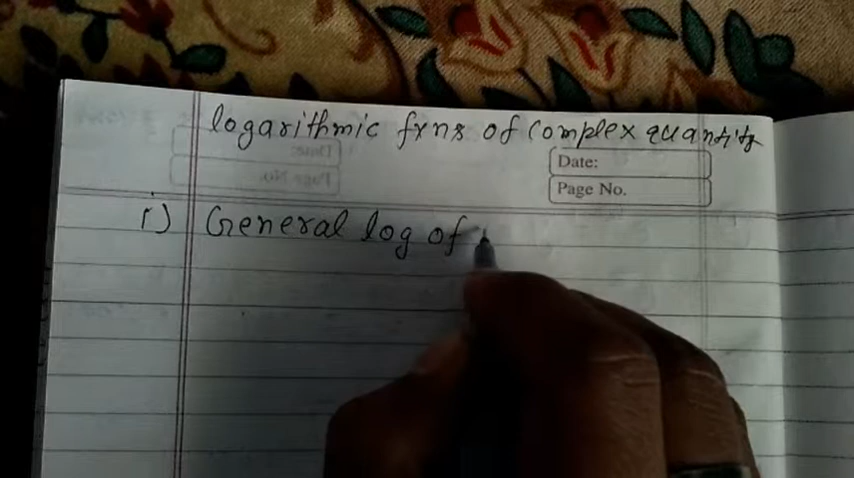 logarithmic fxns of complex quantity
Date:
Page No.
i) General log of